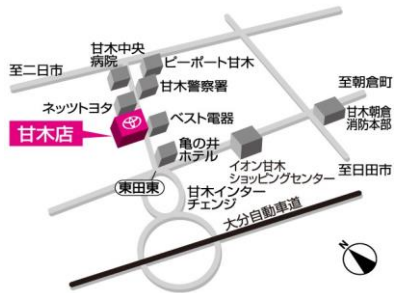 甘木中央
病院
ピーポート甘木
至二日市
甘木警察署
至朝倉町
ネッツトヨタ
甘木朝倉
消防本部
甘木店
ベスト電器
亀の井
ホテル
イオン甘木
ショッピングセンター
至日田市
東田東
甘木インター
チェンジ
大分自動車道
N